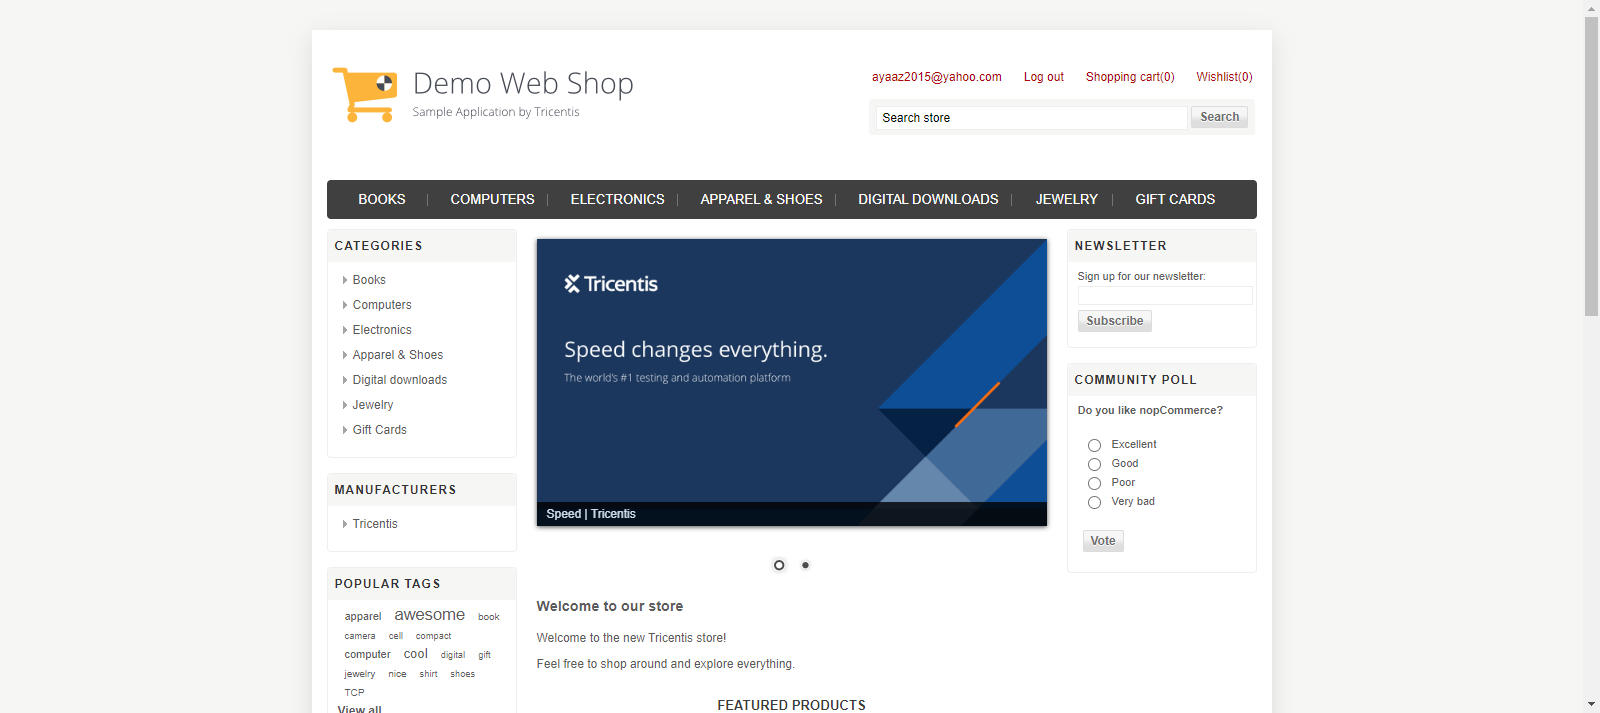 Demo Web Shop
Sample Application by Tricentis
ayaaz2015@yahoo.com Log out Shopping cart(0) Wishlist(0)
Search store Search
BOOKS COMPUTERS ELECTRONICS APPAREL & SHOES DIGITAL DOWNLOADS JEWELRY GIFT CARDS
CATEGORIES
Books
Computers
Electronics
Apparel & Shoes
Digital downloads
Jewelry
Gift Cards
MANUFACTURERS
Tricentis
POPULAR TAGS
apparel awesome book
camera cell compact
computer cool digital gift
jewelry nice shirt shoes
TCP
View all
Tricentis
Speed changes everything.
The world's #1 testing and automation platform
Speed | Tricentis
Welcome to our store
Welcome to the new Tricentis store!
Feel free to shop around and explore everything.
FEATURED PRODUCTS
NEWSLETTER
Sign up for our newsletter:
Subscribe
COMMUNITY POLL
Do you like nopCommerce?
Excellent
Good
Poor
Very bad
Vote